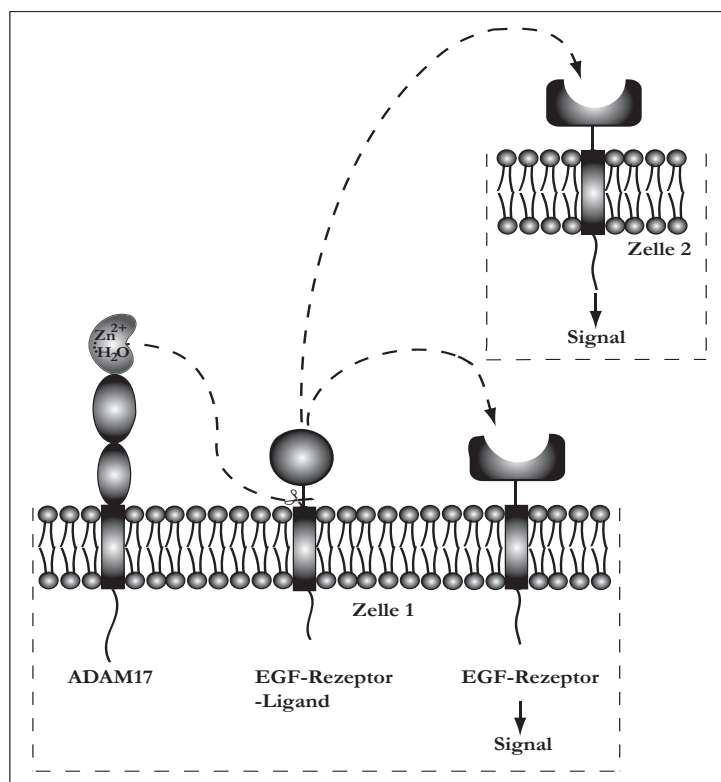 Zelle 2
Signal
Zn2+
:H2O
Zelle 1
ADAM17
EGF-Rezeptor
-Ligand
EGF-Rezeptor
Signal